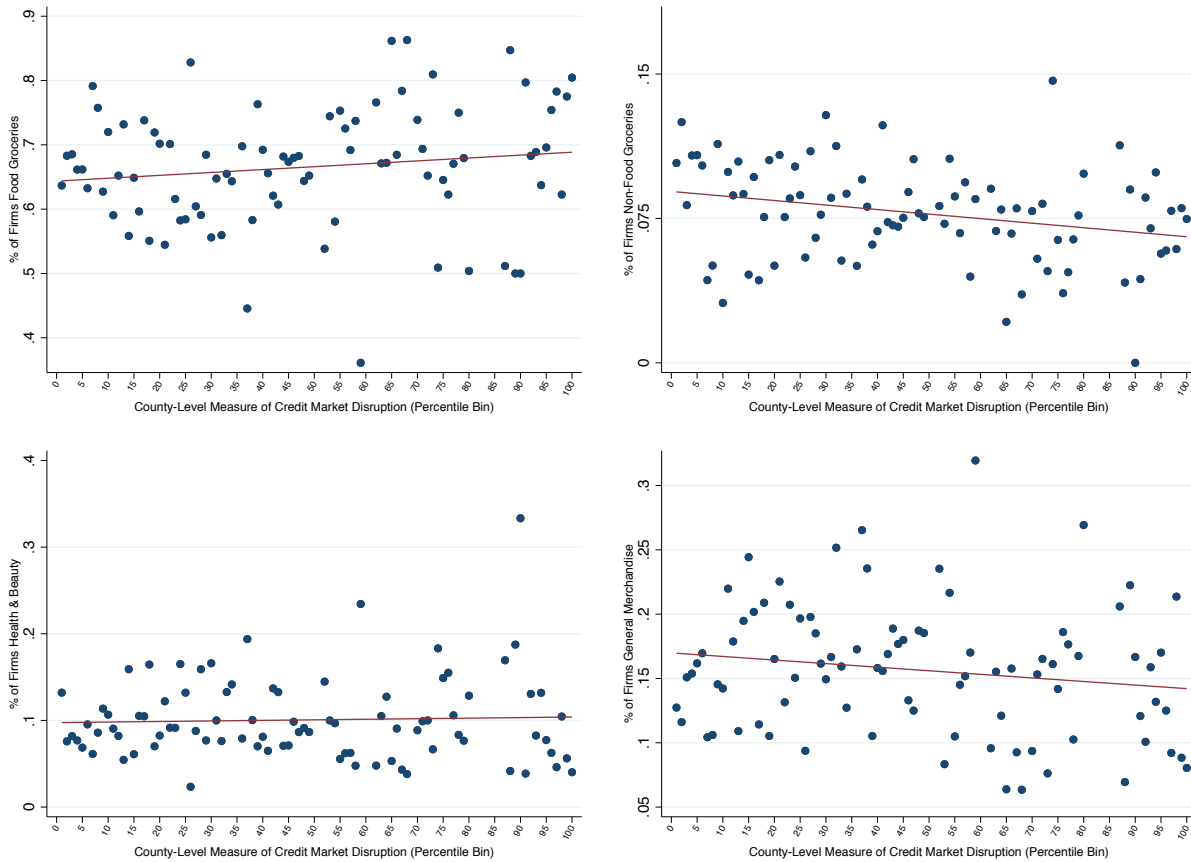 % of Firms Food Groceries
.9
.8
.7
.6
.5
.4
0 5 10 15 20 25 30 35 40 45 50 55 60 65 70 75 80 85 90 95 100
County-Level Measure of Credit Market Disruption (Percentile Bin)
% of Firms Non-Food Groceries
.15
.075
0
0 5 10 15 20 25 30 35 40 45 50 55 60 65 70 75 80 85 90 95 100
County-Level Measure of Credit Market Disruption (Percentile Bin)
% of Firms Health & Beauty
.4
.3
.2
.1
0
0 5 10 15 20 25 30 35 40 45 50 55 60 65 70 75 80 85 90 95 100
County-Level Measure of Credit Market Disruption (Percentile Bin)
% of Firms General Merchandise
.3
.25
.2
.15
.1
.05
0 5 10 15 20 25 30 35 40 45 50 55 60 65 70 75 80 85 90 95 100
County-Level Measure of Credit Market Disruption (Percentile Bin)